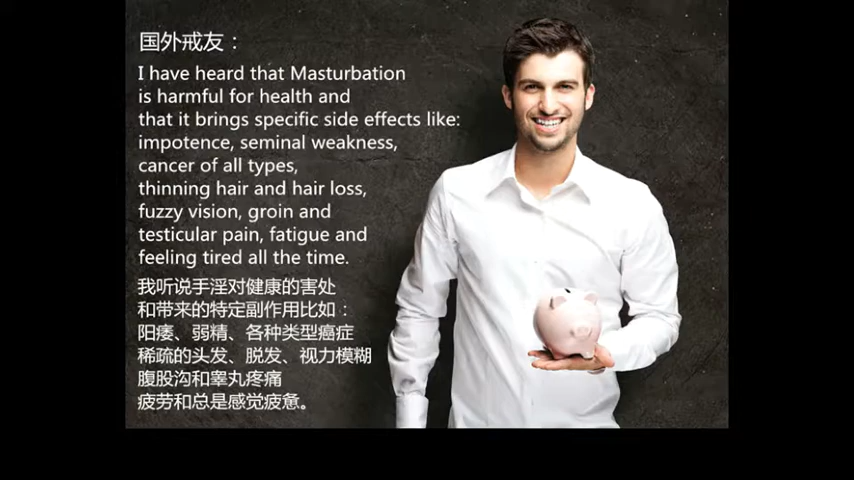 国外戒友：
I have heard that Masturbation
is harmful for health and
that it brings specific side effects like:
impotence, seminal weakness,
cancer of all types,
thinning hair and hair loss,
fuzzy vision, groin and
testicular pain, fatigue and
feeling tired all the time.
我听说手淫对健康的害处
和带来的特定副作用比如：
阳痿、弱精、各种类型癌症
稀疏的头发、脱发、视力模糊
腹股沟和睾丸疼痛
疲劳和总是感觉疲惫。